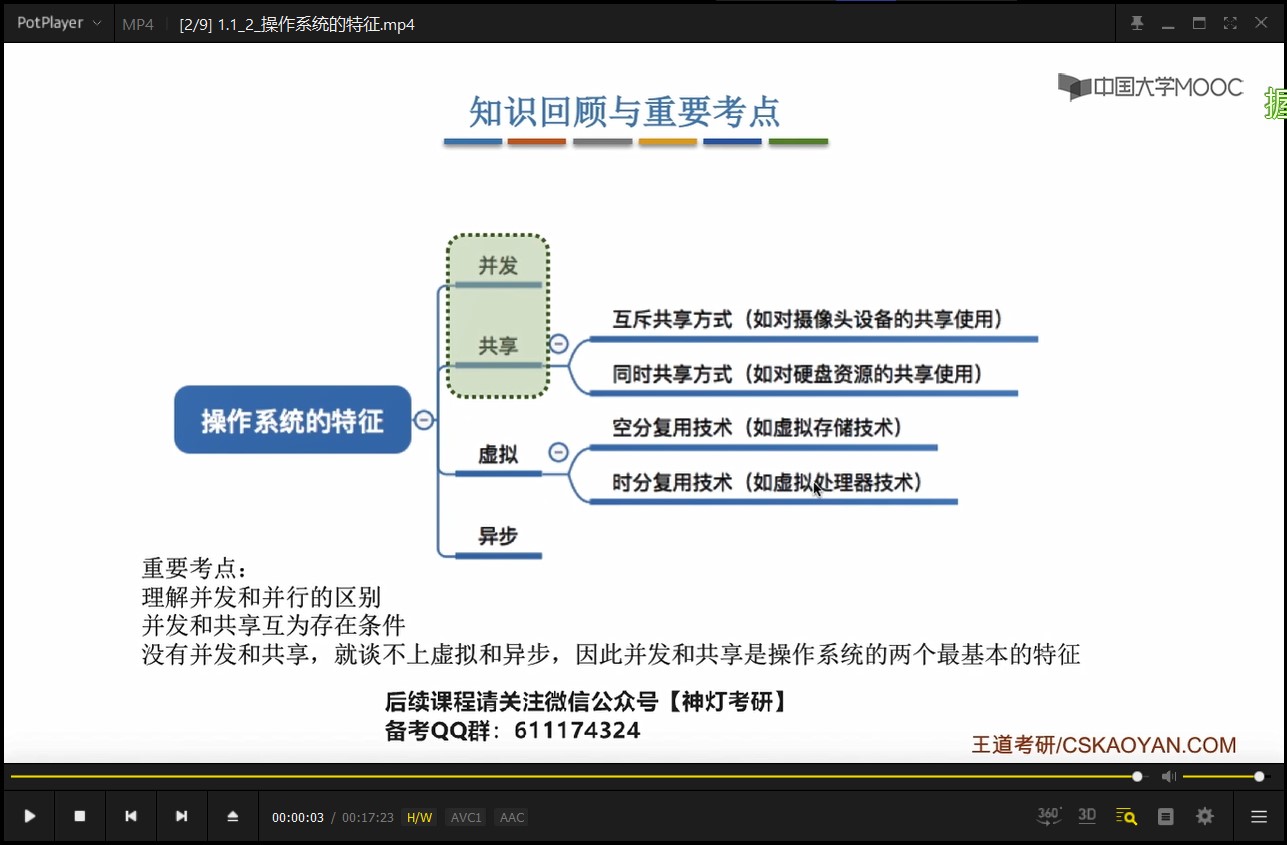 PotPlayer
MP4
[2/9] 1.1_2_操作系统的特征.mp4
中国大学MOOC
握
知识回顾与重要考点
并发
共享
互斥共享方式（如对摄像头设备的共享使用）
同时共享方式（如对硬盘资源的共享使用）
操作系统的特征
虚拟
空分复用技术（如虚拟存储技术）
时分复用技术（如虚拟处理器技术）
异步
重要考点：
理解并发和并行的区别
并发和共享互为存在条件
没有并发和共享，就谈不上虚拟和异步，因此并发和共享是操作系统的两个最基本的特征
后续课程请关注微信公众号【神灯考研】
备考QQ群：611174324
王道考研/CSKAOYAN.COM
00:00:03 / 00:17:23 H/W AVC1 AAC
360° 3D